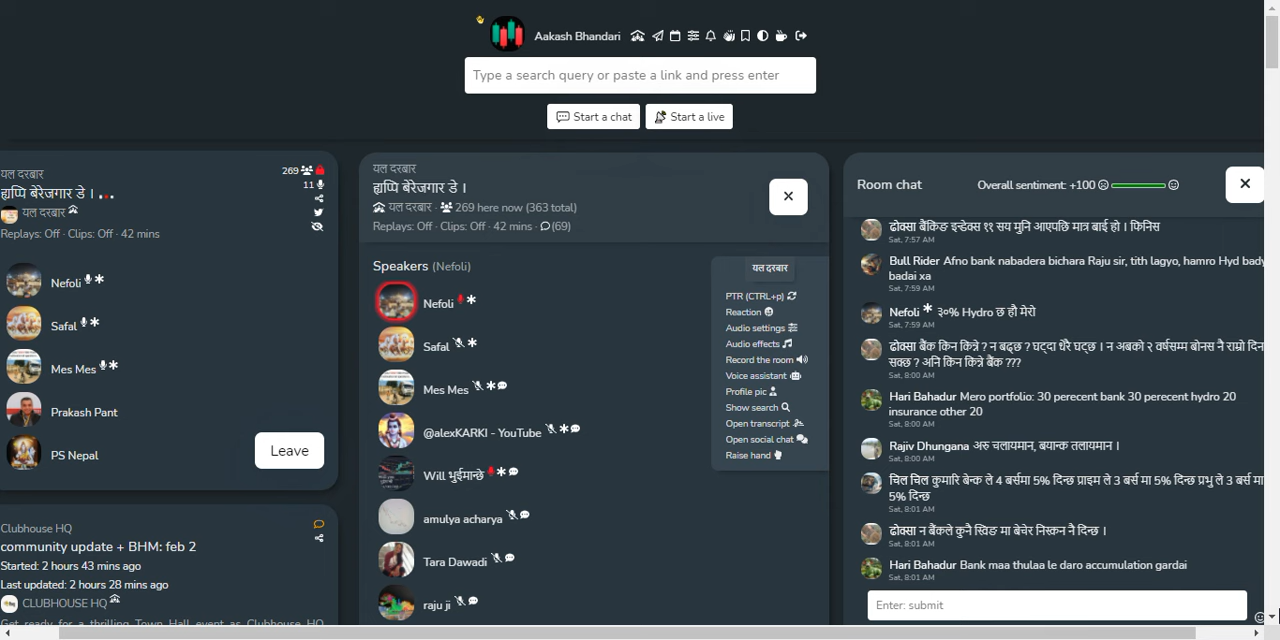 Aakash Bhandari
Type a search query or paste a link and press enter
Start a chat
Start a live
यल दरबार
269
ह्याप्पि बेरेजगार डे ।
11
यल दरबार
Replays: Off · Clips: Off · 42 mins
Nefoli
Safal
Mes Mes
Prakash Pant
PS Nepal
Leave
Clubhouse HQ
community update + BHM: feb 2
Started: 2 hours 43 mins ago
Last updated: 2 hours 28 mins ago
CLUBHOUSE HQ
Get ready for a thrilling Town Hall event as Clubhouse HQ
यल दरबार
ह्याप्पि बेरेजगार डे ।
यल दरबार · 269 here now (363 total)
Replays: Off · Clips: Off · 42 mins · (69)
Speakers (Nefoli)
Nefoli
Safal
Mes Mes
@alexKARKI - YouTube
Will भुईमान्छे
amulya acharya
Tara Dawadi
raju ji
यल दरबार
PTR (CTRL+p)
Reaction
Audio settings
Audio effects
Record the room
Voice assistant
Profile pic
Show search
Open transcript
Open social chat
Raise hand
Room chat
Overall sentiment: +100
ढोक्सा बैंकिङ इन्डेक्स ११ सय मुनि आएपछि मात्र बाई हो । फिनिस
Sat, 7:57 AM
Bull Rider Afno bank nabadera bichara Raju sir, tith lagyo, hamro Hyd bady
badai xa
Sat, 7:59 AM
Nefoli * ३०% Hydro छ हौ मेरो
Sat, 7:59 AM
ढोक्सा बैंक किन किन्ने ? न बढ्छ ? घट्दा धेरै घट्छ । न अबको २ वर्षसम्म बोनस नै राम्रो दिन
सक्छ ? अनि किन किन्ने बैंक ???
Sat, 8:00 AM
Hari Bahadur Mero portfolio: 30 perecent bank 30 perecent hydro 20
insurance other 20
Sat, 8:00 AM
Rajiv Dhungana अरु चलायमान, बयान्क तलायमान ।
Sat, 8:00 AM
चिल चिल कुमारि बेन्क ले 4 बर्समा 5% दिन्छ प्राइम ले 3 बर्स मा 5% दिन्छ प्रभु ले 3 बर्स मा
5% दिन्छ
Sat, 8:01 AM
ढोक्सा न बैंकले कुनै स्विङ मा बेचेर निस्कन नै दिन्छ ।
Sat, 8:01 AM
Hari Bahadur Bank maa thulaa le daro accumulation gardai
Sat, 8:01 AM
Enter: submit